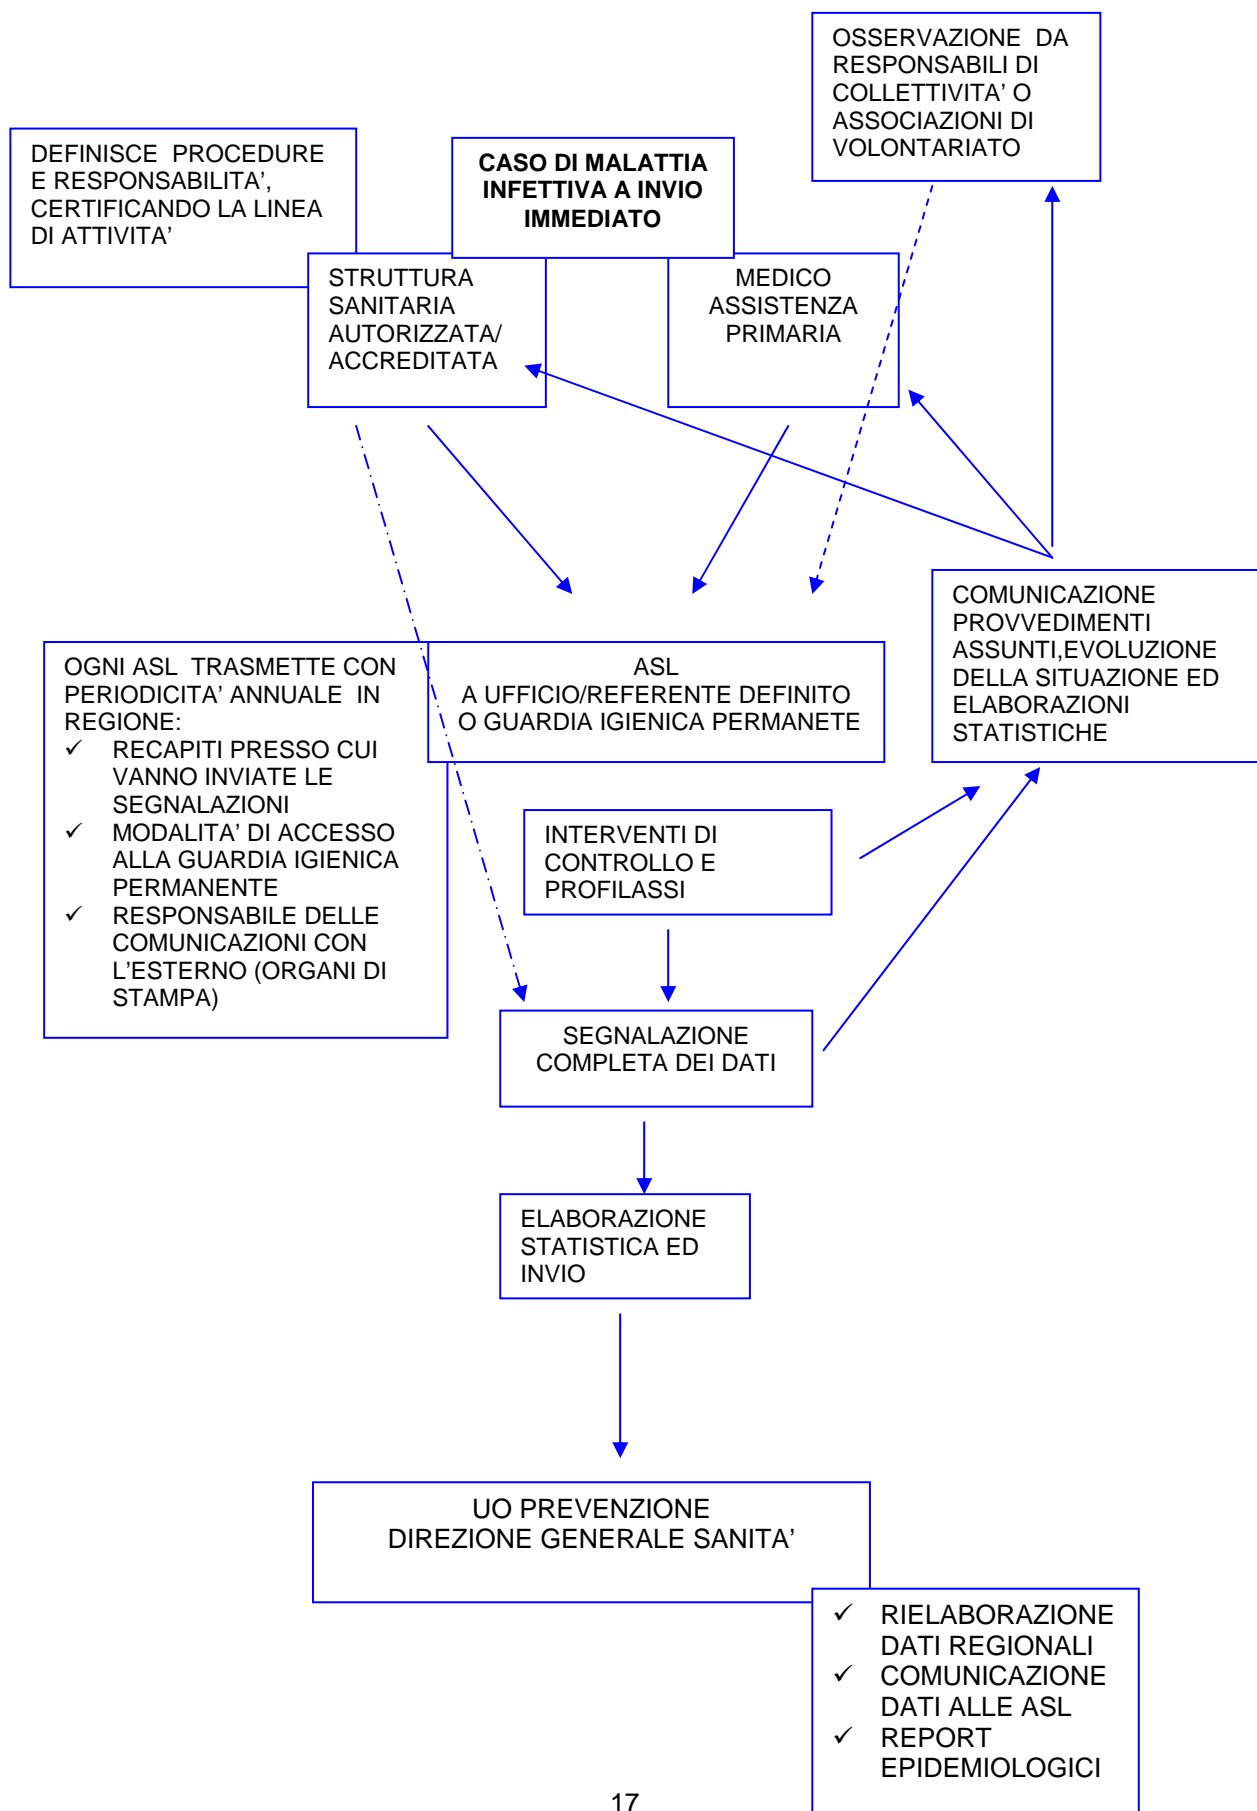 OSSERVAZIONE DA
RESPONSABILI DI
COLLETTIVITA’ O
ASSOCIAZIONI DI
VOLONTARIATO
DEFINISCE PROCEDURE
E RESPONSABILITA’,
CERTIFICANDO LA LINEA
DI ATTIVITA’
CASO DI MALATTIA
INFETTIVA A INVIO
IMMEDIATO
STRUTTURA
SANITARIA
AUTORIZZATA/
ACCREDITATA
MEDICO
ASSISTENZA
PRIMARIA
COMUNICAZIONE
PROVVEDIMENTI
ASSUNTI,EVOLUZIONE
DELLA SITUAZIONE ED
ELABORAZIONI
STATISTICHE
OGNI ASL TRASMETTE CON
PERIODICITA’ ANNUALE IN
REGIONE:
✓ RECAPITI PRESSO CUI
VANNO INVIATE LE
SEGNALAZIONI
✓ MODALITA’ DI ACCESSO
ALLA GUARDIA IGIENICA
PERMANENTE
✓ RESPONSABILE DELLE
COMUNICAZIONI CON
L’ESTERNO (ORGANI DI
STAMPA)
ASL
A UFFICIO/REFERENTE DEFINITO
O GUARDIA IGIENICA PERMANETE
INTERVENTI DI
CONTROLLO E
PROFILASSI
SEGNALAZIONE
COMPLETA DEI DATI
ELABORAZIONE
STATISTICA ED
INVIO
UO PREVENZIONE
DIREZIONE GENERALE SANITA’
✓ RIELABORAZIONE
DATI REGIONALI
✓ COMUNICAZIONE
DATI ALLE ASL
✓ REPORT
EPIDEMIOLOGICI
17